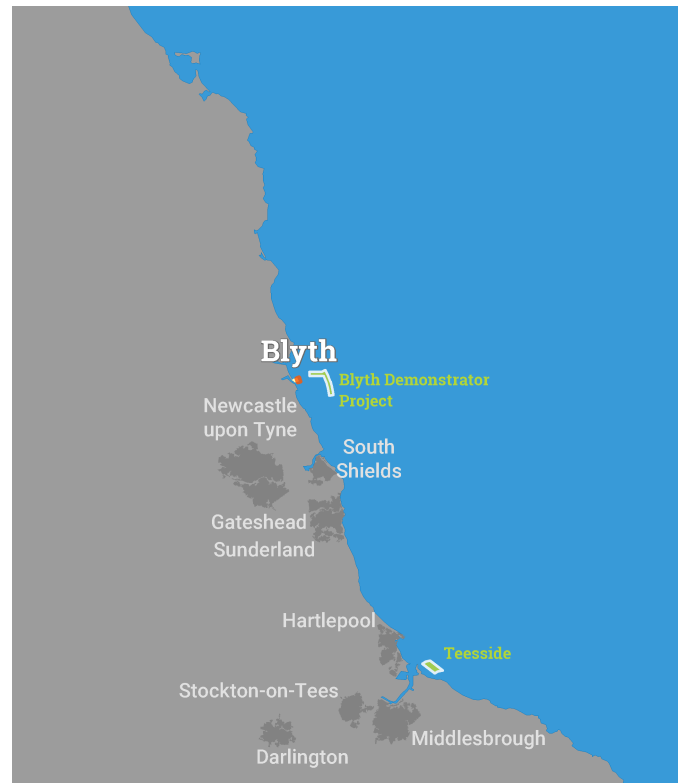 Blyth
Blyth Demonstrator
Project
Newcastle
upon Tyne
South
Shields
Gateshead
Sunderland
Hartlepool
Teesside
Stockton-on-Tees
Middlesbrough
Darlington